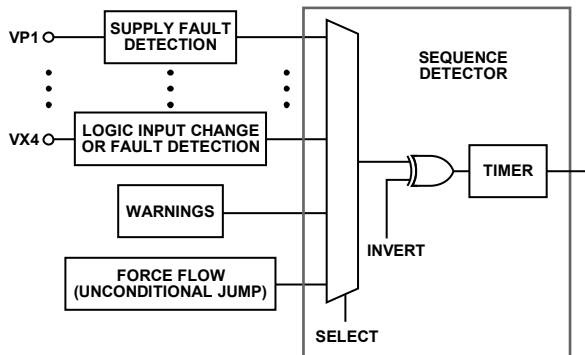 VP1
SUPPLY FAULT
DETECTION
SEQUENCE
DETECTOR
VX4
LOGIC INPUT CHANGE
OR FAULT DETECTION
TIMER
WARNINGS
INVERT
FORCE FLOW
(UNCONDITIONAL JUMP)
SELECT